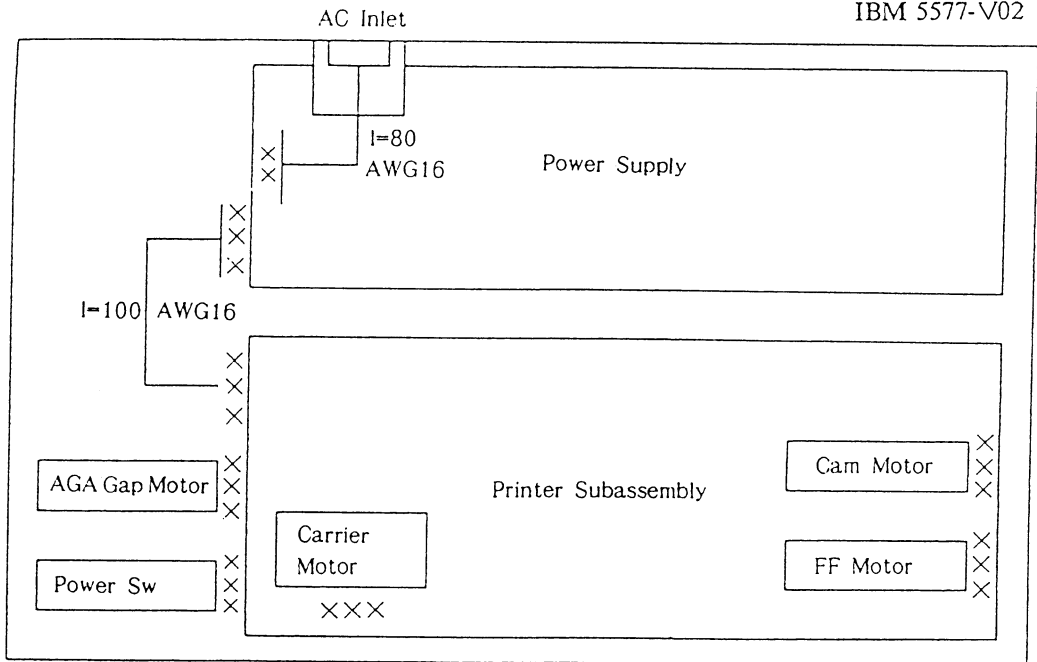 IBM 5577-V02
AC Inlet
l=80
AWG16
Power Supply
l=100 AWG16
AGA Gap Motor
Power Sw
Printer Subassembly
Carrier
Motor
Cam Motor
FF Motor